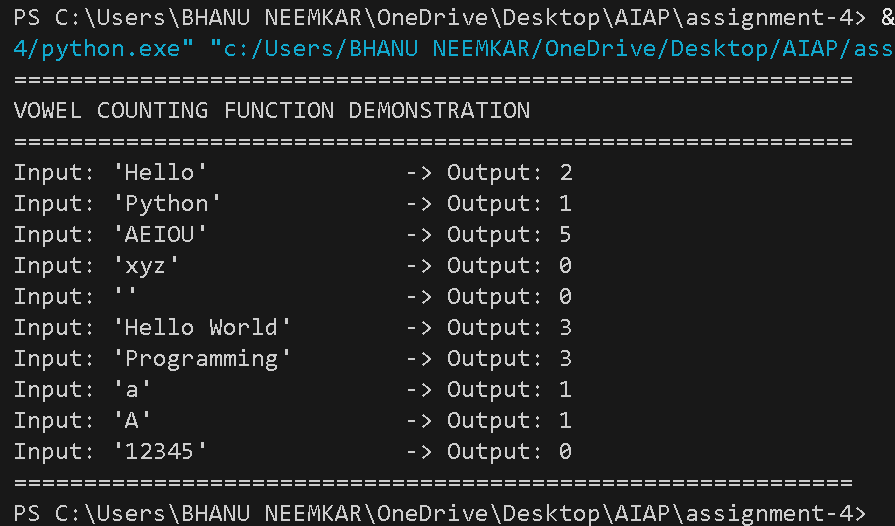 PS C:\Users\BHANU NEEMKAR\OneDrive\Desktop\AIAP\assignment-4> &
4/python.exe" "c:/Users/BHANU NEEMKAR/OneDrive/Desktop/AIAP/ass
============================================================
VOWEL COUNTING FUNCTION DEMONSTRATION
============================================================
Input: 'Hello'                -> Output: 2
Input: 'Python'               -> Output: 1
Input: 'AEIOU'                -> Output: 5
Input: 'xyz'                  -> Output: 0
Input: ''                     -> Output: 0
Input: 'Hello World'          -> Output: 3
Input: 'Programming'          -> Output: 3
Input: 'a'                    -> Output: 1
Input: 'A'                    -> Output: 1
Input: '12345'                -> Output: 0
============================================================
PS C:\Users\BHANU NEEMKAR\OneDrive\Desktop\AIAP\assignment-4>